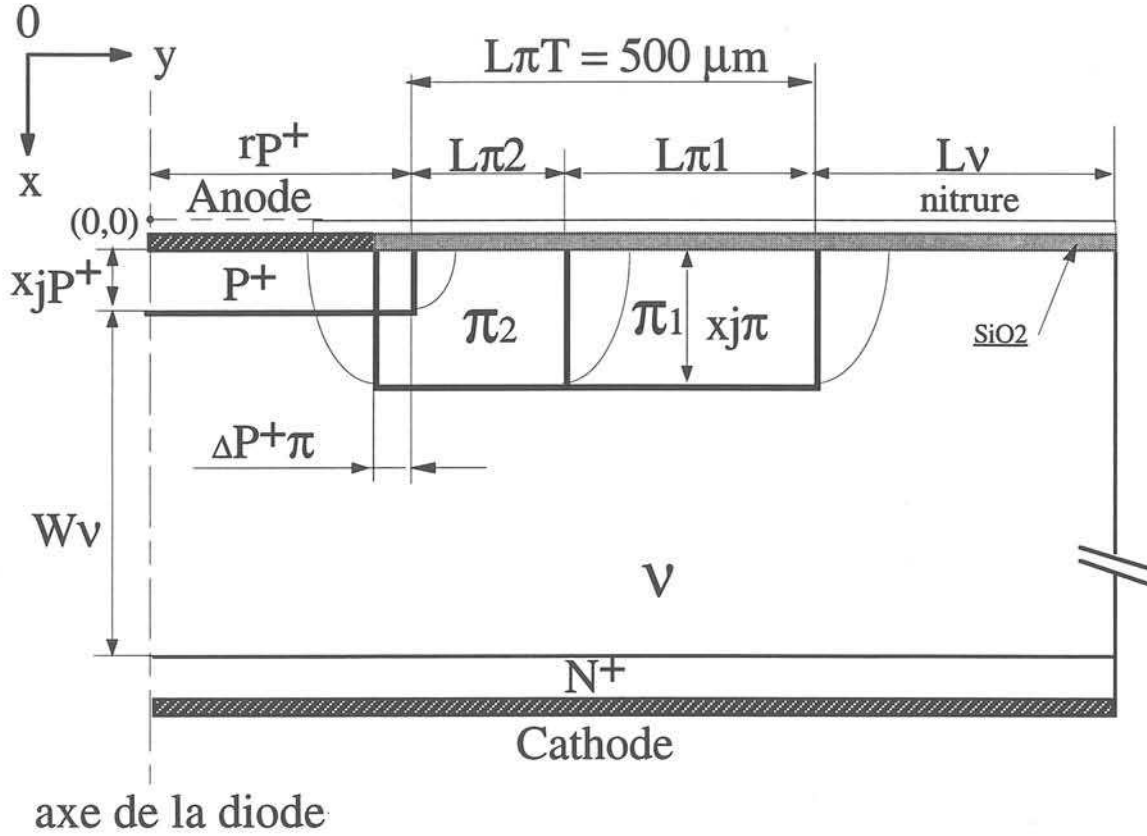 0
y
x
LπT = 500 μm
rP+
Lπ2
Lπ1
Lν
Anode
nitrure
(0,0)
xjP+
P+
π2
π1
xjπ
SiO2
ΔP+π
Wν
ν
N+
Cathode
axe de la diode